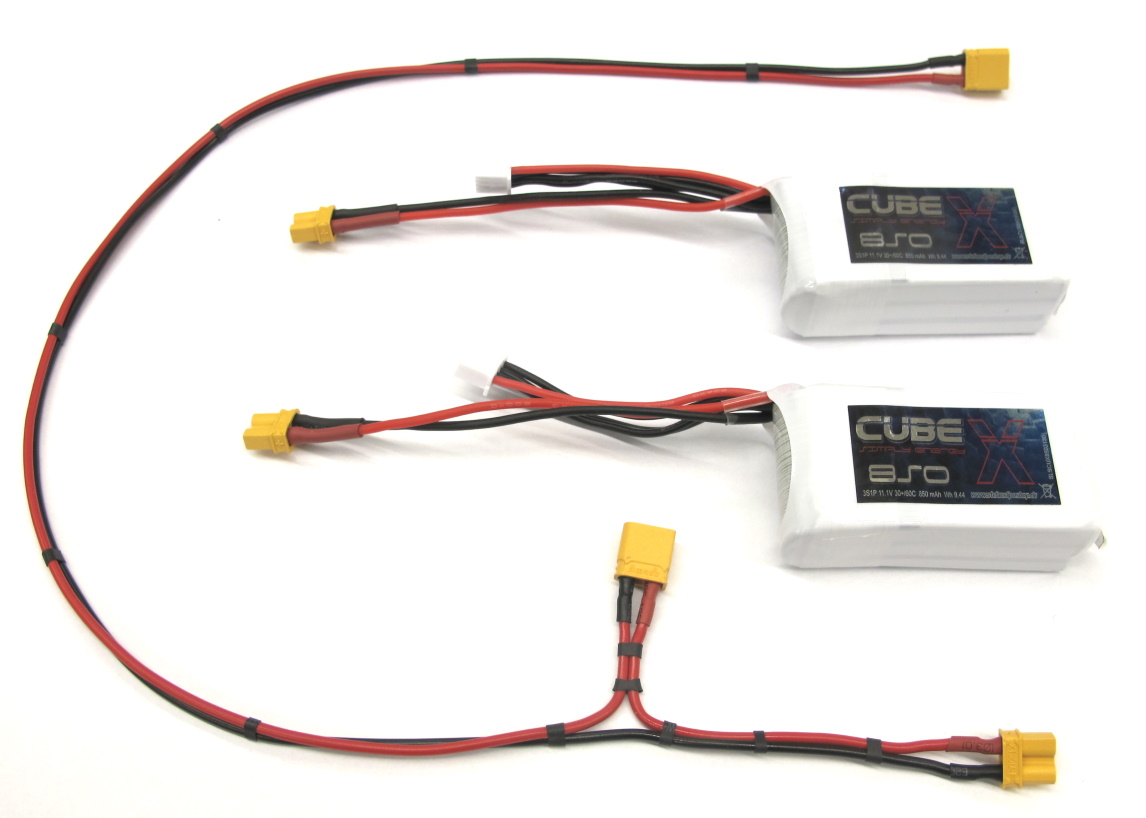 CUBE X
SIMPLY ENERGY
850
3S1P 11.1V 30+/60C 850 mAh Wh 9.44
CUBE X
SIMPLY ENERGY
850
3S1P 11.1V 30+/60C 850 mAh Wh 9.44